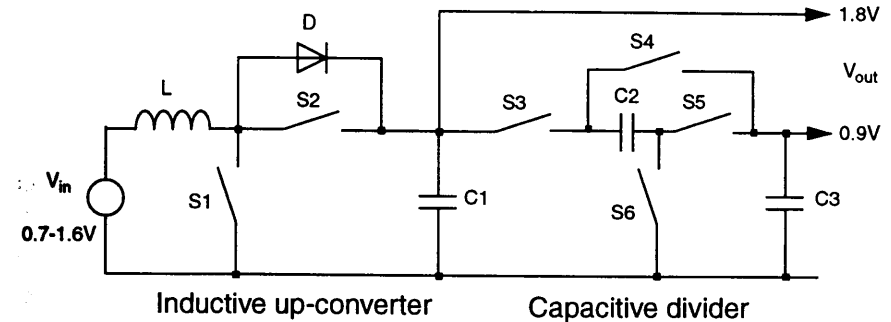 1.8V
D
S4
V_out
L
S2
S3
C2
S5
0.9V
V_in
S1
C1
S6
C3
0.7-1.6V
Inductive up-converter
Capacitive divider